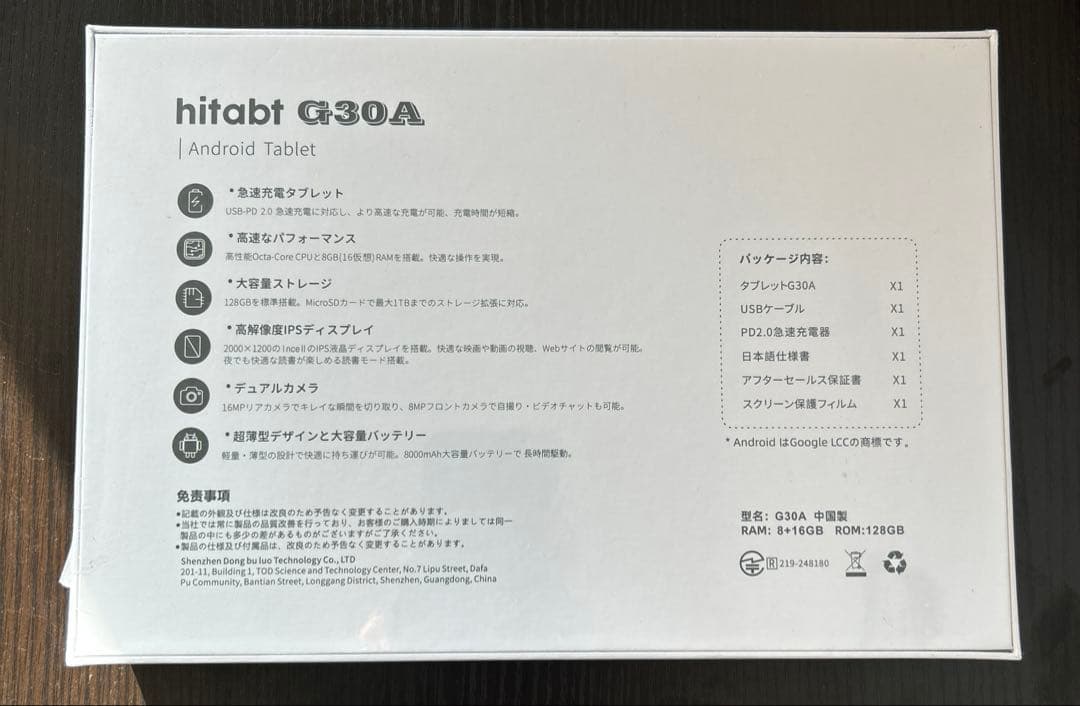 hitabt G30A
| Android Tablet
*急速充電タブレット
USB-PD 2.0 急速充電に対応し、より高速な充電が可能、充電時間が短縮。
*高速なパフォーマンス
高性能Octa-Core CPUと8GB(16仮想)RAMを搭載。快適な操作を実現。
*大容量ストレージ
128GBを標準搭載。MicroSDカードで最大1TBまでのストレージ拡張に対応。
*高解像度IPSディスプレイ
2000×1200のIncellのIPS液晶ディスプレイを搭載。快適な映画や動画の視聴、Webサイトの閲覧が可能。
夜でも快適な読書が楽しめる読書モード搭載。
*デュアルカメラ
16MPリアカメラでキレイな瞬間を切り取り、8MPフロントカメラで自撮り・ビデオチャットも可能。
*超薄型デザインと大容量バッテリー
軽量・薄型の設計で快適に持ち運びが可能。8000mAh大容量バッテリーで 長時間駆動。
免責事項
•記載の外観及び仕様は改良のため予告なく変更することがあります。
•当社では常に製品の品質改善を行っており、お客様のご購入時期によりましては同一
製品の中にも多少の差があるものがございますがご了承ください。
•製品の仕様及び付属品は、改良のため予告なく変更することがあります。
Shenzhen Dong bu luo Technology Co., LTD
201-11, Building 1, TOD Science and Technology Center, No.7 Lipu Street, Dafa
Pu Community, Bantian Street, Longgang District, Shenzhen, Guangdong, China
パッケージ内容:
タブレットG30A X1
USBケーブル X1
PD2.0急速充電器 X1
日本語仕様書 X1
アフターセールス保証書 X1
スクリーン保護フィルム X1
* Android はGoogle LCCの商標です。
型名: G30A 中国製
RAM: 8+16GB ROM:128GB
R 219-248180